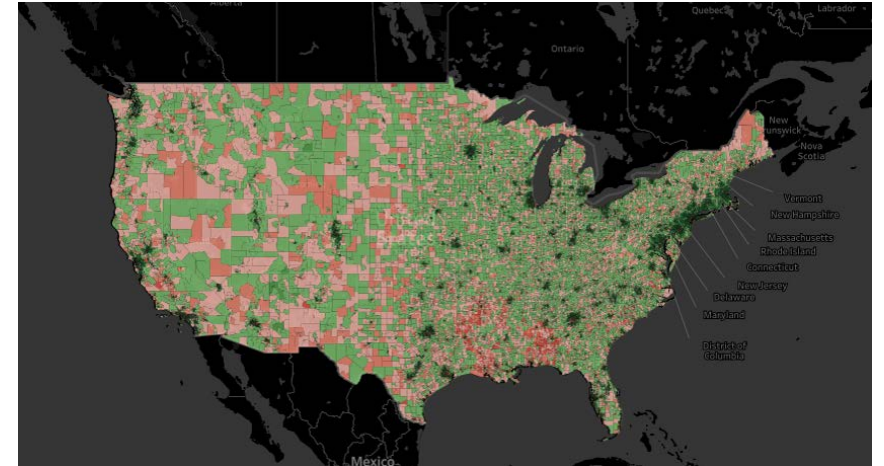 Alberta
Quebec
Labrador
Ontario
New
Brunswick
Nova
Scotia
Vermont
New Hampshire
Massachusetts
Rhode Island
Connecticut
New Jersey
Delaware
Maryland
District of
Columbia
Mexico